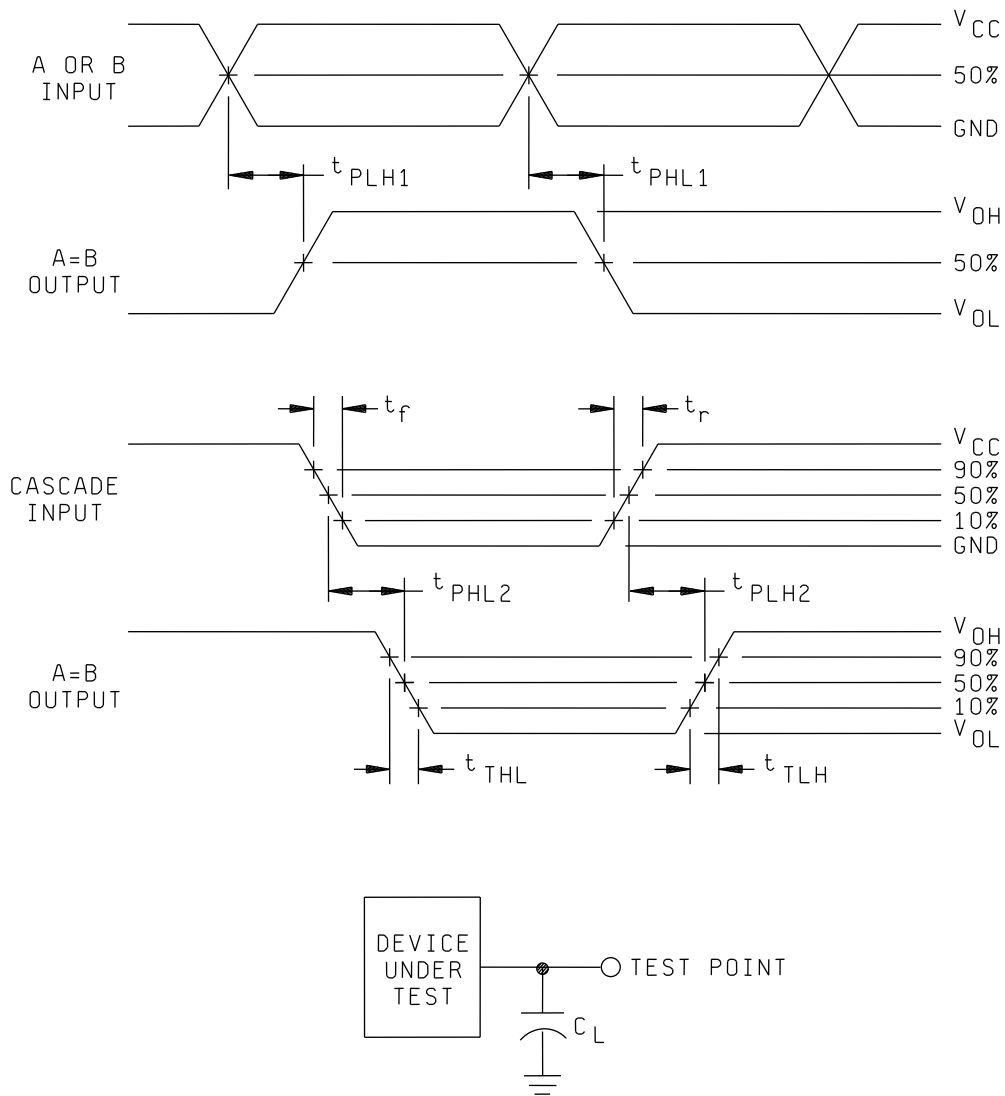 A OR B
INPUT
V CC
50%
GND
t PLH1
t PHL1
A=B
OUTPUT
V OH
50%
V OL
t f
t r
CASCADE
INPUT
V CC
90%
50%
10%
GND
t PHL2
t PLH2
A=B
OUTPUT
V OH
90%
50%
10%
V OL
t THL
t TLH
DEVICE
UNDER
TEST
TEST POINT
C L